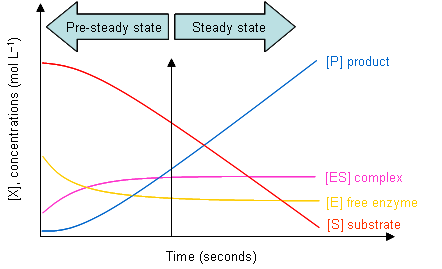 Pre-steady state
Steady state
[P] product
[ES] complex
[E] free enzyme
[S] substrate
[X], concentrations (mol L⁻¹)
Time (seconds)